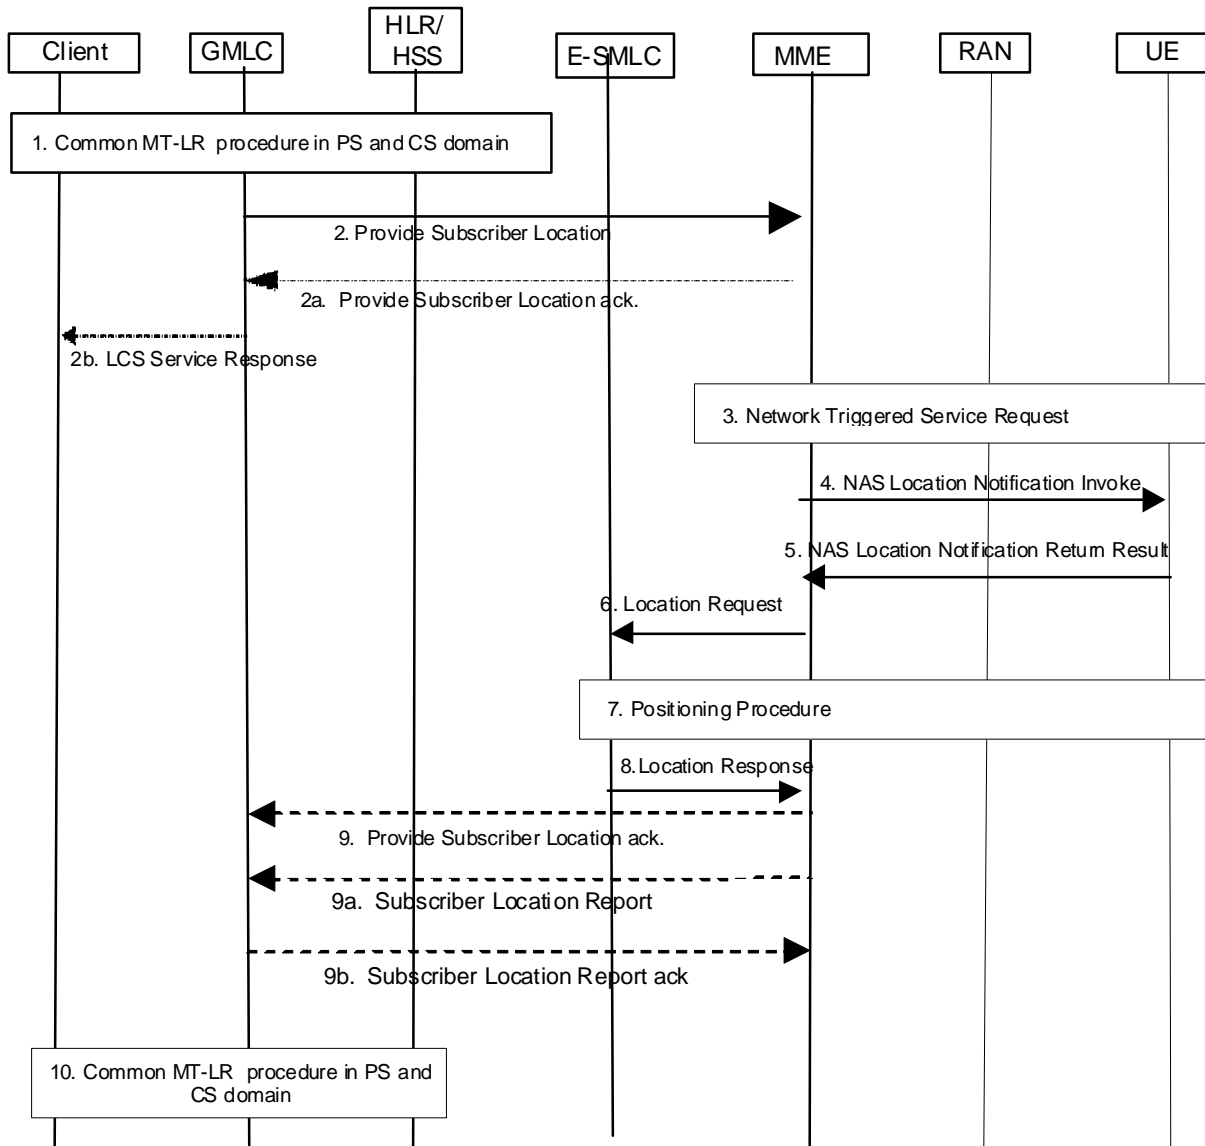 Client
GMLC
HLR/
HSS
E-SMLC
MME
RAN
UE
1. Common MT-LR procedure in PS and CS domain
2. Provide Subscriber Location
2a. Provide Subscriber Location ack.
2b. LCS Service Response
3. Network Triggered Service Request
4. NAS Location Notification Invoke
5. NAS Location Notification Return Result
6. Location Request
7. Positioning Procedure
8.Location Response
9. Provide Subscriber Location ack.
9a. Subscriber Location Report
9b. Subscriber Location Report ack
10. Common MT-LR procedure in PS and
CS domain